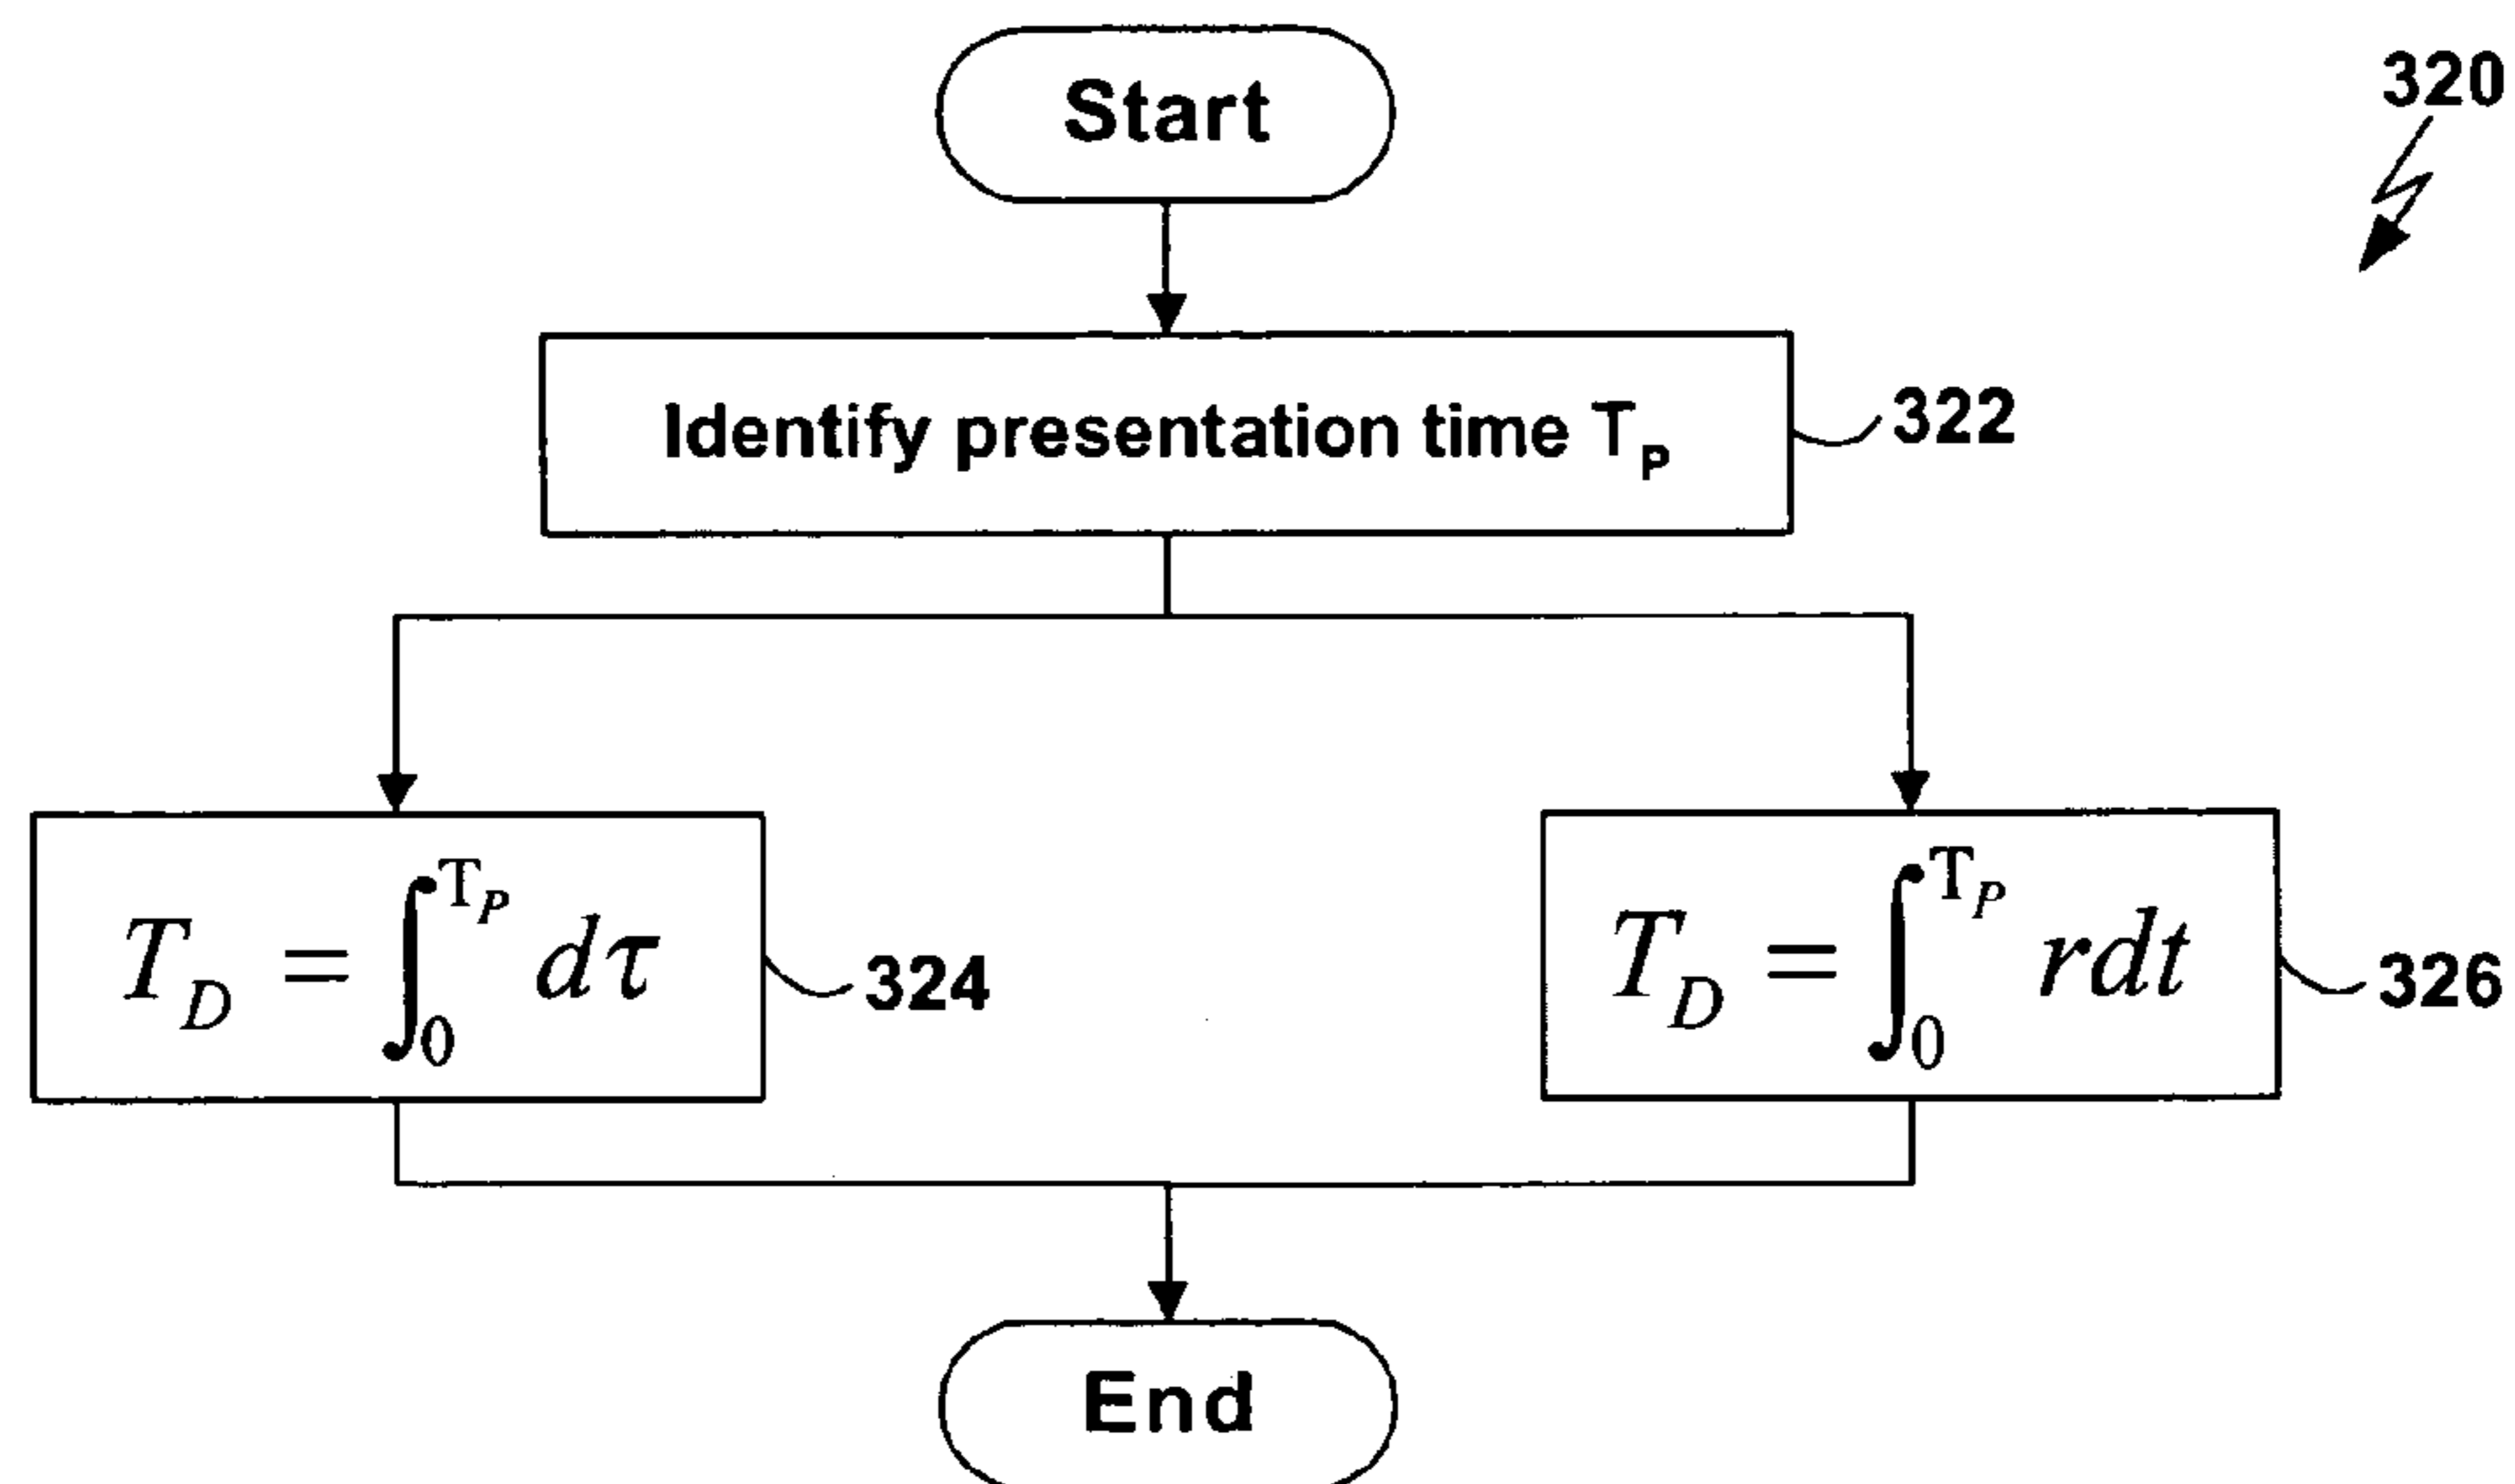 Start
320
Identify presentation time T_P
322
T_D = ∫_0^{T_P} dτ
324
T_D = ∫_0^{T_P} rdt
326
End